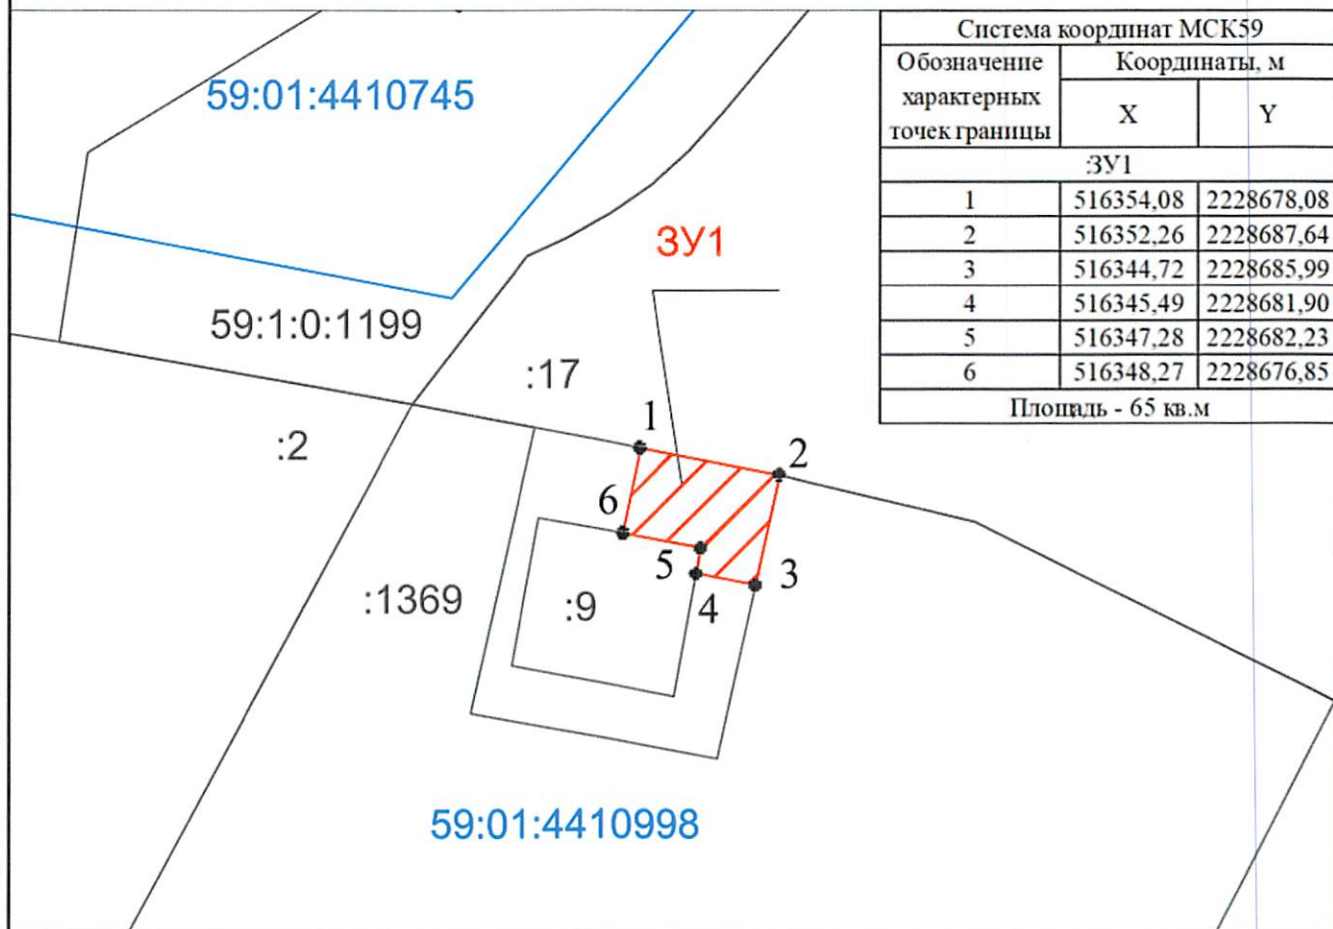 Система координат МСК59
Обозначение характерных точек границы
Координаты, м
X Y
:ЗУ1
1 516354,08 2228678,08
2 516352,26 2228687,64
3 516344,72 2228685,99
4 516345,49 2228681,90
5 516347,28 2228682,23
6 516348,27 2228676,85
Площадь - 65 кв.м
59:01:4410745
ЗУ1
59:1:0:1199
:17
:2
1
2
6
5
3
4
:1369
:9
59:01:4410998